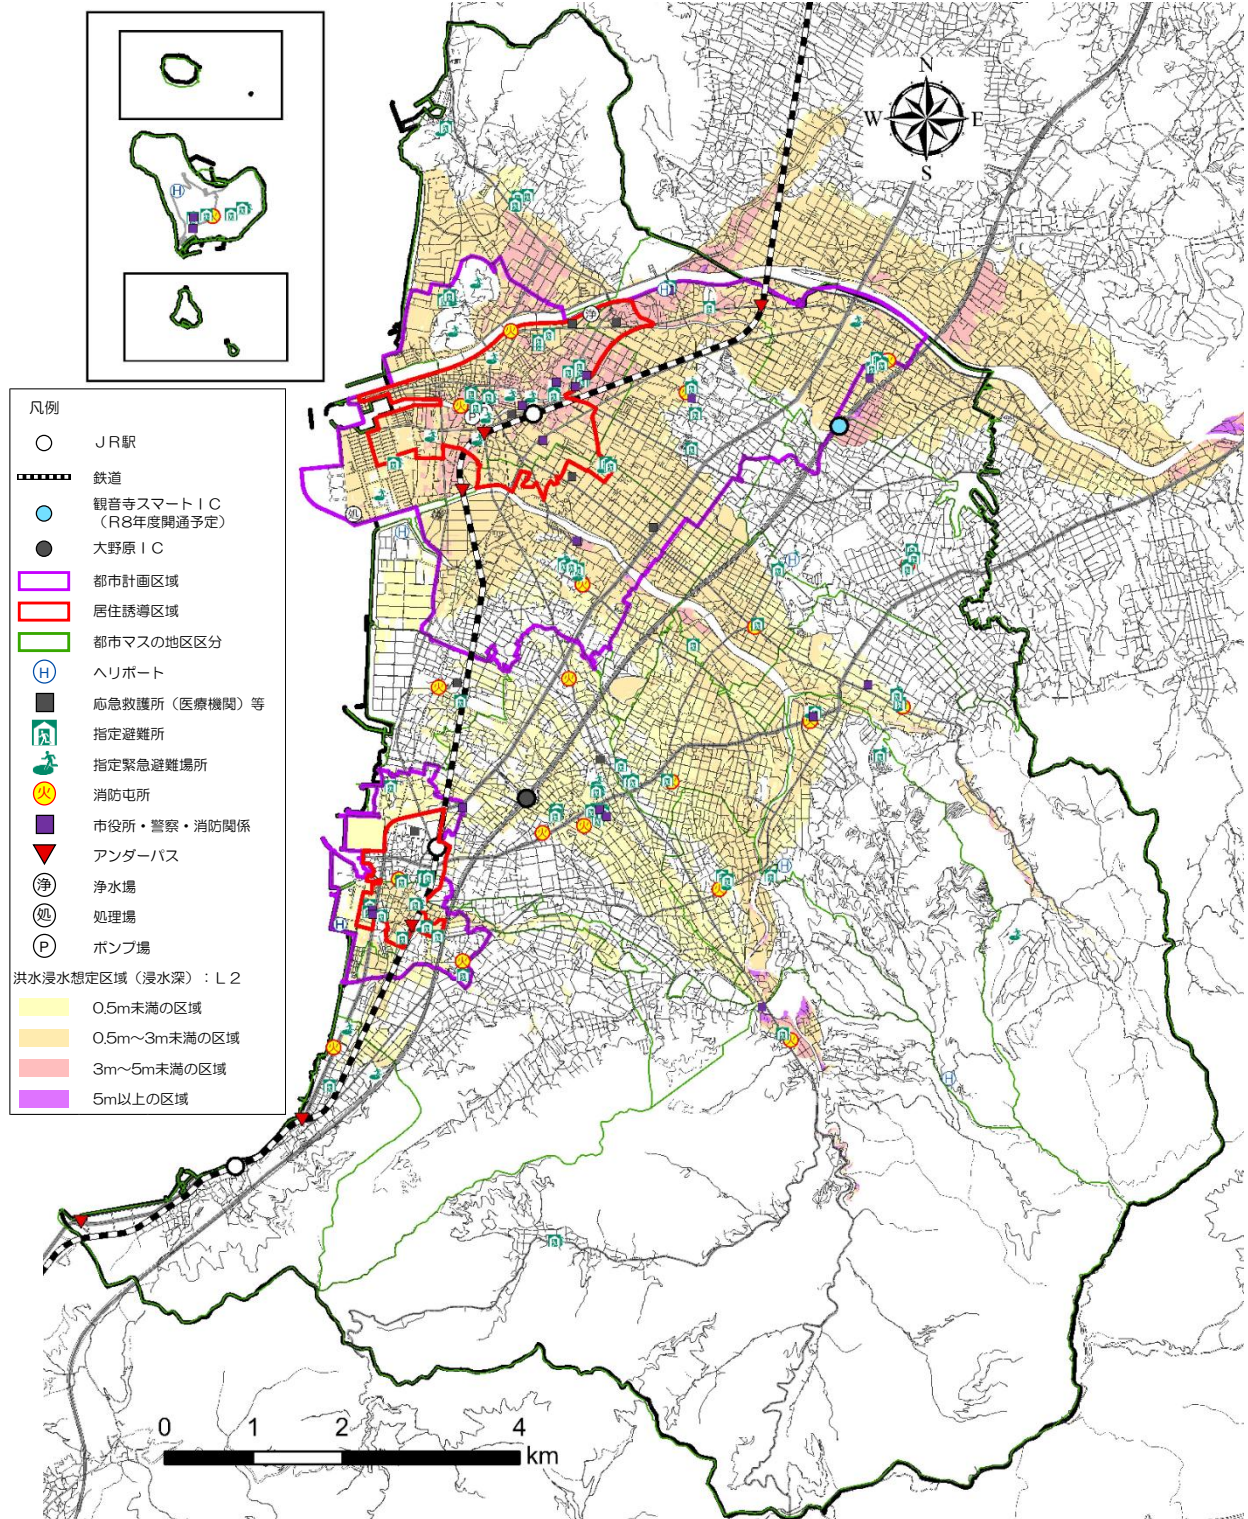 N
W
E
S
凡例
JR駅
鉄道
観音寺スマートIC
(R8年度開通予定)
大野原IC
都市計画区域
居住誘導区域
都市マスの地区区分
H
ヘリポート
応急救護所(医療機関)等
指定避難所
指定緊急避難場所
火
消防屯所
市役所・警察・消防関係
アンダーパス
浄
浄水場
処
処理場
P
ポンプ場
洪水浸水想定区域(浸水深):L2
0.5m未満の区域
0.5m~3m未満の区域
3m~5m未満の区域
5m以上の区域
0
1
2
4
km